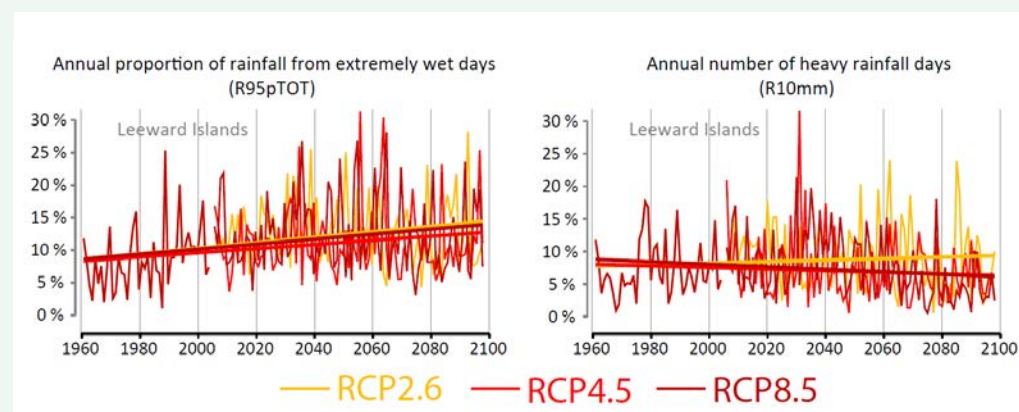 Annual proportion of rainfall from extremely wet days
(R95pTOT)
Leeward Islands
30 %
25 %
20 %
15 %
10 %
5 %
0 %
1960 1980 2000 2020 2040 2060 2080 2100
Annual number of heavy rainfall days
(R10mm)
Leeward Islands
30 %
25 %
20 %
15 %
10 %
5 %
0 %
1960 1980 2000 2020 2040 2060 2080 2100
RCP2.6 RCP4.5 RCP8.5